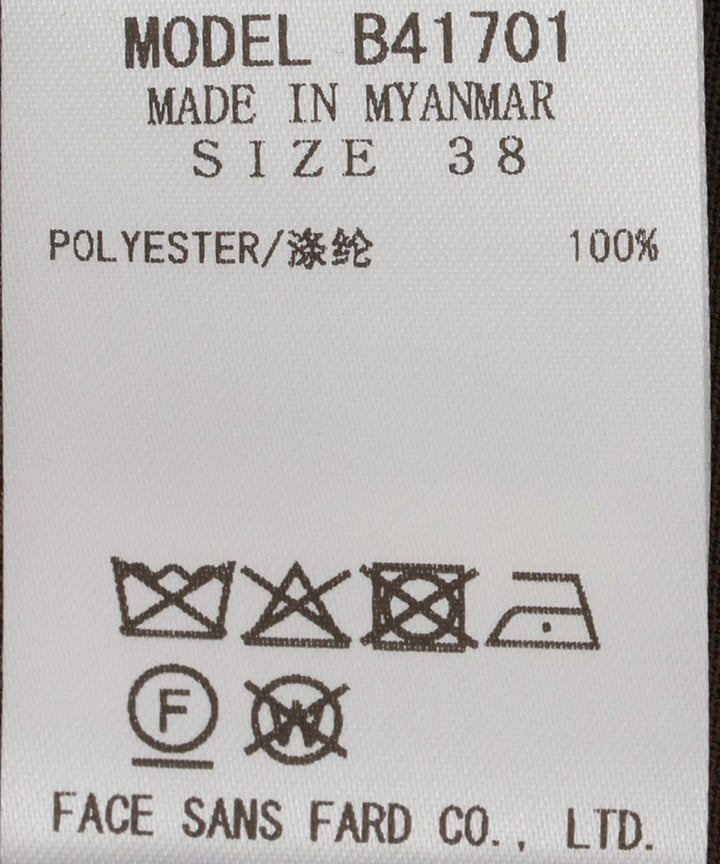 MODEL B41701
MADE IN MYANMAR
SIZE 38
POLYESTER/涤纶 100%
F
W
FACE SANS FARD CO., LTD.